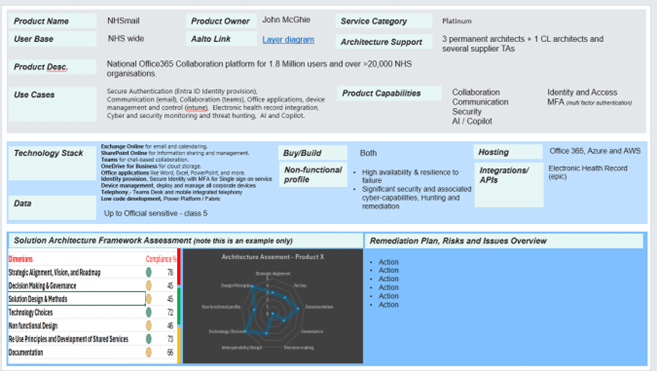 Product Name NHSmail Product Owner John McGhie Service Category Platinum
User Base NHS wide Aalto Link Layer diagram Architecture Support 3 permanent architects + 1 CL architects and
several supplier TAs
Product Desc. National Office365 Collaboration platform for 1.8 Million users and over >20,000 NHS
organisations.
Use Cases
Secure Authentication (Entra ID Identity provision),
Communication (email), Collaboration (teams), Office applications, device
management and control (intune). Electronic health record integration,
Cyber and security monitoring and threat hunting, AI and Copilot.
Product Capabilities
Collaboration
Communication
Security
AI / Copilot
Identity and Access
MFA (multi factor authentication)
Technology Stack
Exchange Online for email and calendering.
SharePoint Online for information sharing and management.
Teams for chat-based collaboration.
OneDrive for Business for cloud storage.
Office applications like Word, Excel, PowerPoint, and more.
Identity provision, Secure Identity with MFA for Single sign on service
Device management, deploy and manage all corporate devices
Telephony,- Teams Desk and mobile integrated telephony
Low code development, Power Platform / Fabric
Data
Up to Official sensitive - class 5
Buy/Build Both
Non-functional
profile
• High availability & resilience to
failure
• Significant security and associated
cyber-capabilities, Hunting and
remediation
Hosting Office 365, Azure and AWS
Integrations/
APIs
Electronic Health Record
(epic)
Solution Architecture Framework Assessment (note this is an example only)
Dimenions Compliance %
Strategic Alignment, Vision, and Roadmap 78
Decision Making & Governance 45
Solution Design & Methods 45
Technology Choices 72
Non functional Design 46
Re Use Principles and Development of Shared Services 73
Documentation 66
Architecture Assement - Product X
Strategic Alignment
Re Use
Documentation
Governance
Decision making
Interoperability Design
Technology Choices
Non functional profile
Design Principles
Remediation Plan, Risks and Issues Overview
• Action
• Action
• Action
• Action
• Action
• Action